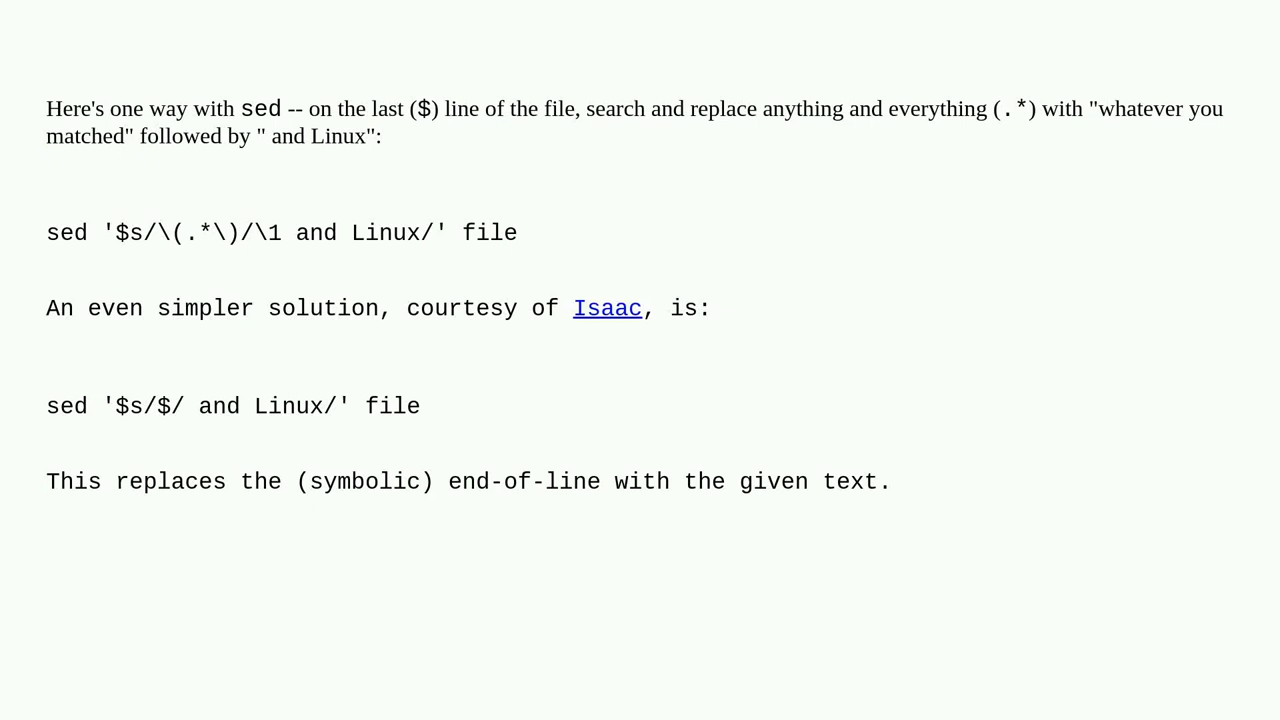 Here's one way with sed -- on the last ($) line of the file, search and replace anything and everything (.*) with "whatever you
matched" followed by " and Linux":
sed '$s/\(.*\)/\1 and Linux/' file
An even simpler solution, courtesy of Isaac, is:
sed '$s/$/ and Linux/' file
This replaces the (symbolic) end-of-line with the given text.